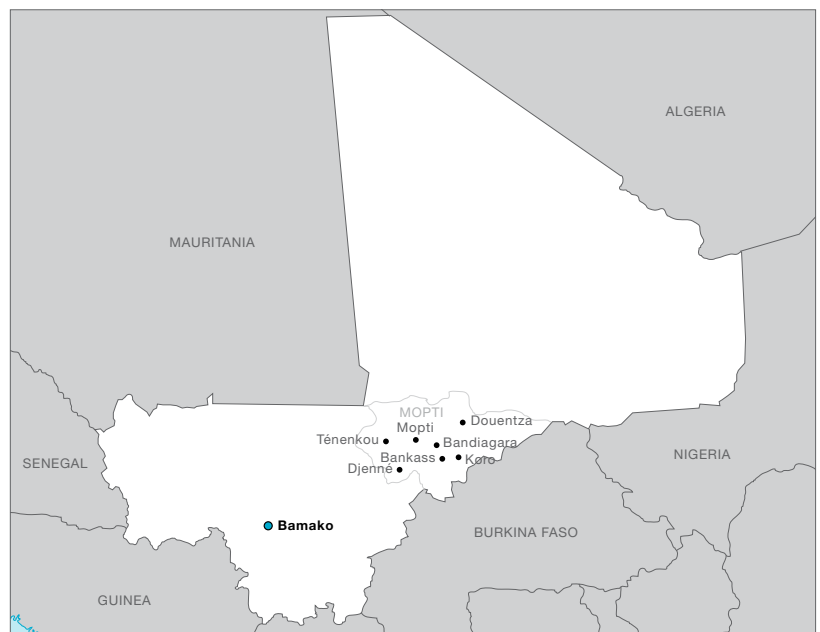 ALGERIA
MAURITANIA
MOPTI
Mopti
Douentza
Ténenkou
Bandiagara
Bankass
Koro
Djenné
SENEGAL
NIGERIA
Bamako
BURKINA FASO
GUINEA